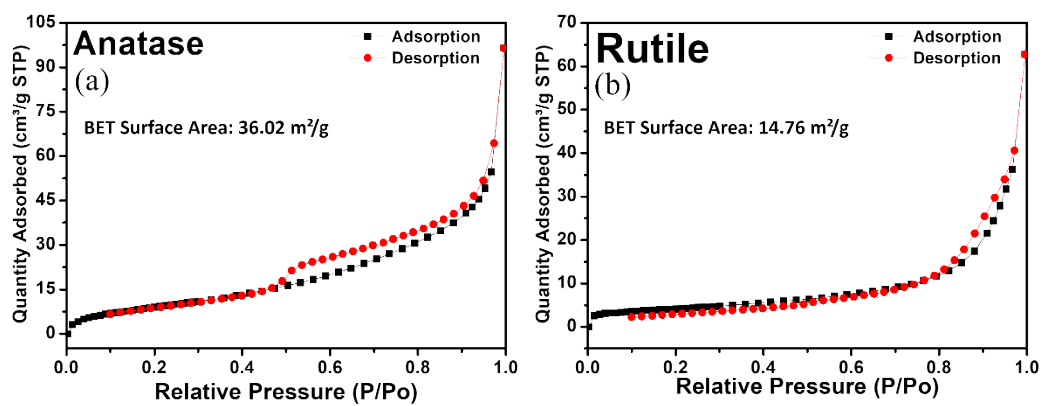 Anatase
(a)
Adsorption
Desorption
BET Surface Area: 36.02 m²/g
Quantity Adsorbed (cm³/g STP)
105
90
75
60
45
30
15
0
0.0 0.2 0.4 0.6 0.8 1.0
Relative Pressure (P/Po)
Rutile
(b)
Adsorption
Desorption
BET Surface Area: 14.76 m²/g
Quantity Adsorbed (cm³/g STP)
70
60
50
40
30
20
10
0
0.0 0.2 0.4 0.6 0.8 1.0
Relative Pressure (P/Po)